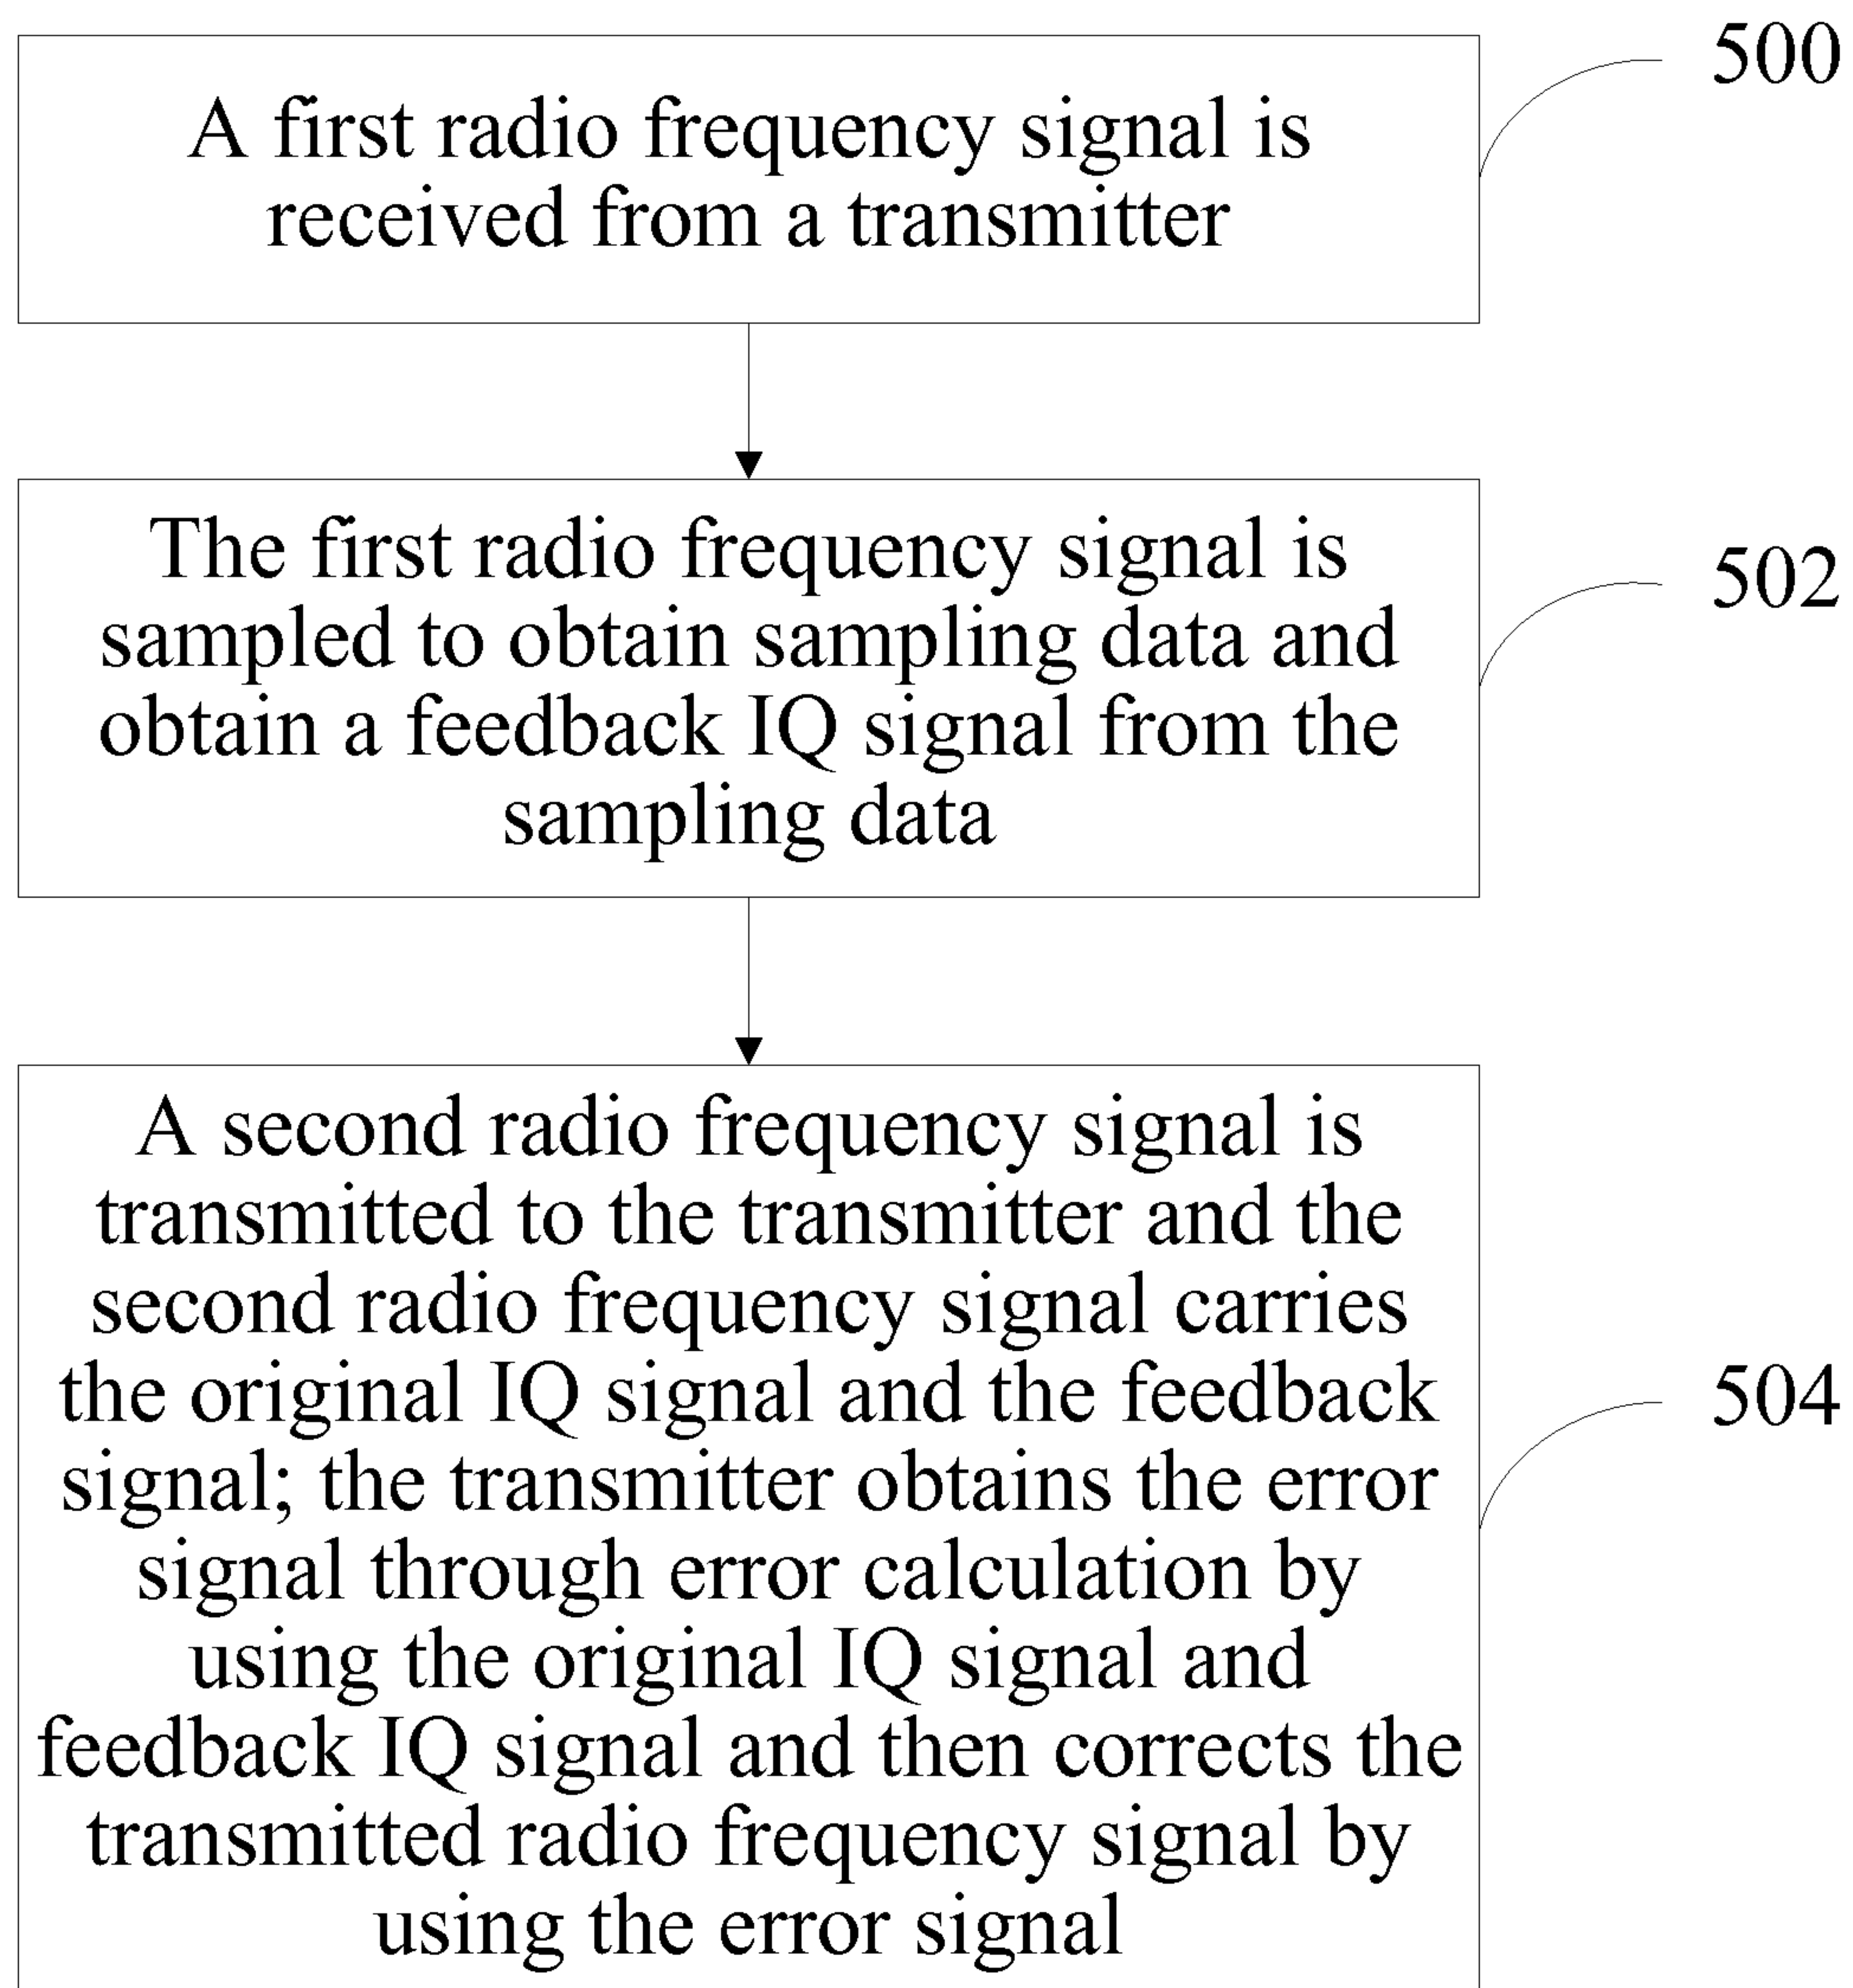 500
A first radio frequency signal is
received from a transmitter
502
The first radio frequency signal is
sampled to obtain sampling data and
obtain a feedback IQ signal from the
sampling data
504
A second radio frequency signal is
transmitted to the transmitter and the
second radio frequency signal carries
the original IQ signal and the feedback
signal; the transmitter obtains the error
signal through error calculation by
using the original IQ signal and
feedback IQ signal and then corrects the
transmitted radio frequency signal by
using the error signal